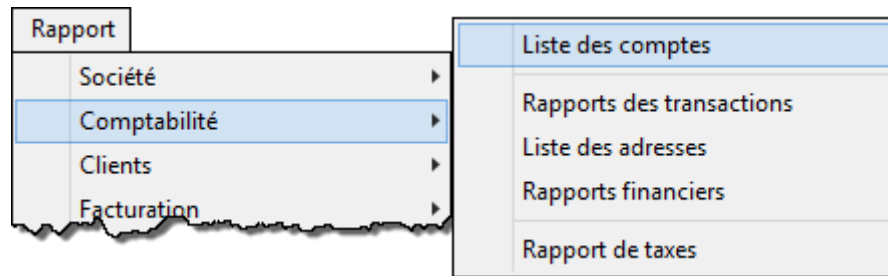 Rapport
Société
Comptabilité
Clients
Facturation
Liste des comptes
Rapports des transactions
Liste des adresses
Rapports financiers
Rapport de taxes